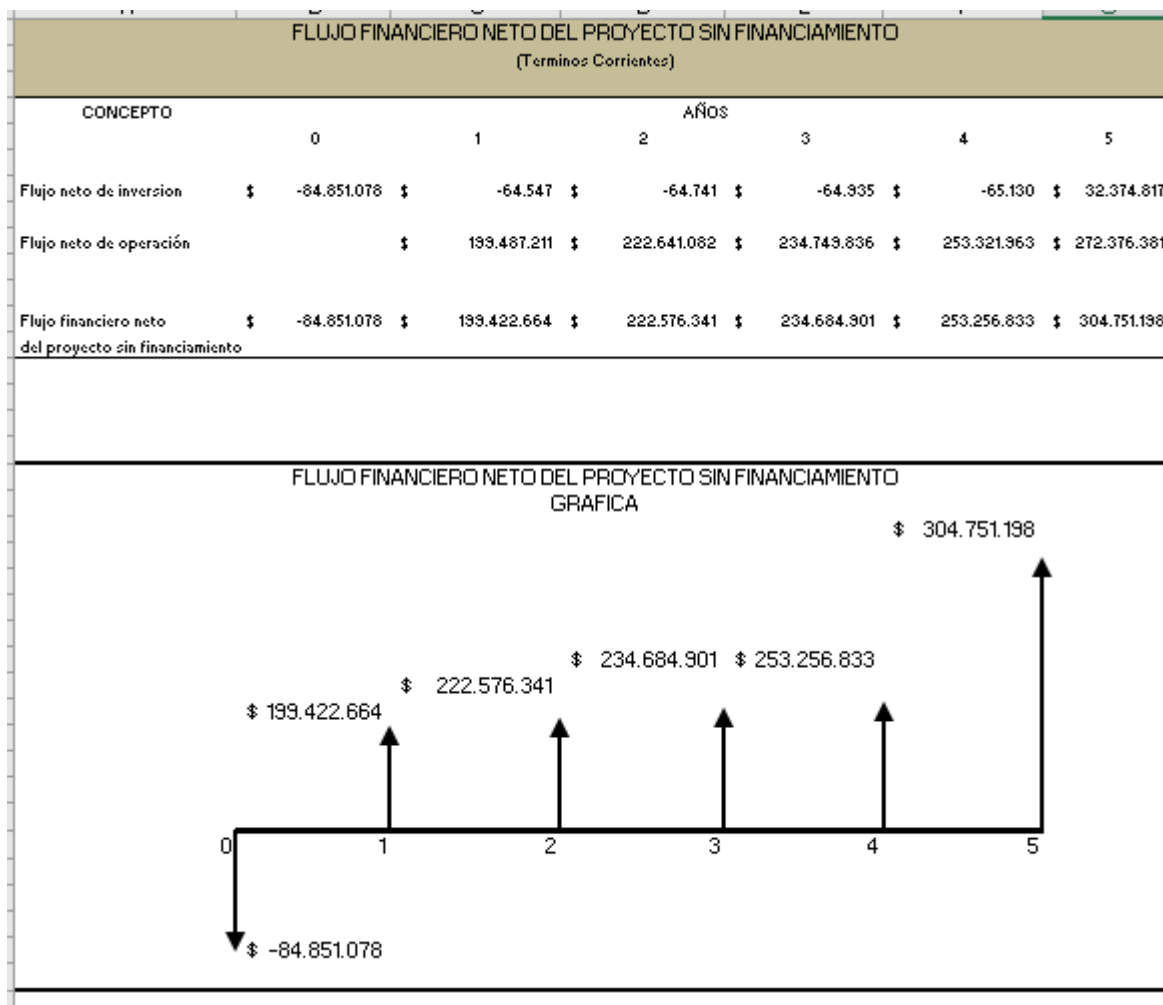 FLUJO FINANCIERO NETO DEL PROYECTO SIN FINANCIAMIENTO
(Terminos Corrientes)
CONCEPTO AÑOS
0 1 2 3 4 5
Flujo neto de inversion $ -84.851.078 $ -64.547 $ -64.741 $ -64.935 $ -65.130 $ 32.374.817
Flujo neto de operación $ 199.487.211 $ 222.641.082 $ 234.749.836 $ 253.321.963 $ 272.376.381
Flujo financiero neto $ -84.851.078 $ 199.422.664 $ 222.576.341 $ 234.684.901 $ 253.256.833 $ 304.751.198
del proyecto sin financiamiento
FLUJO FINANCIERO NETO DEL PROYECTO SIN FINANCIAMIENTO
GRAFICA
$ 304.751.198
$ 234.684.901 $ 253.256.833
$ 222.576.341
$ 199.422.664
0 1 2 3 4 5
$ -84.851.078